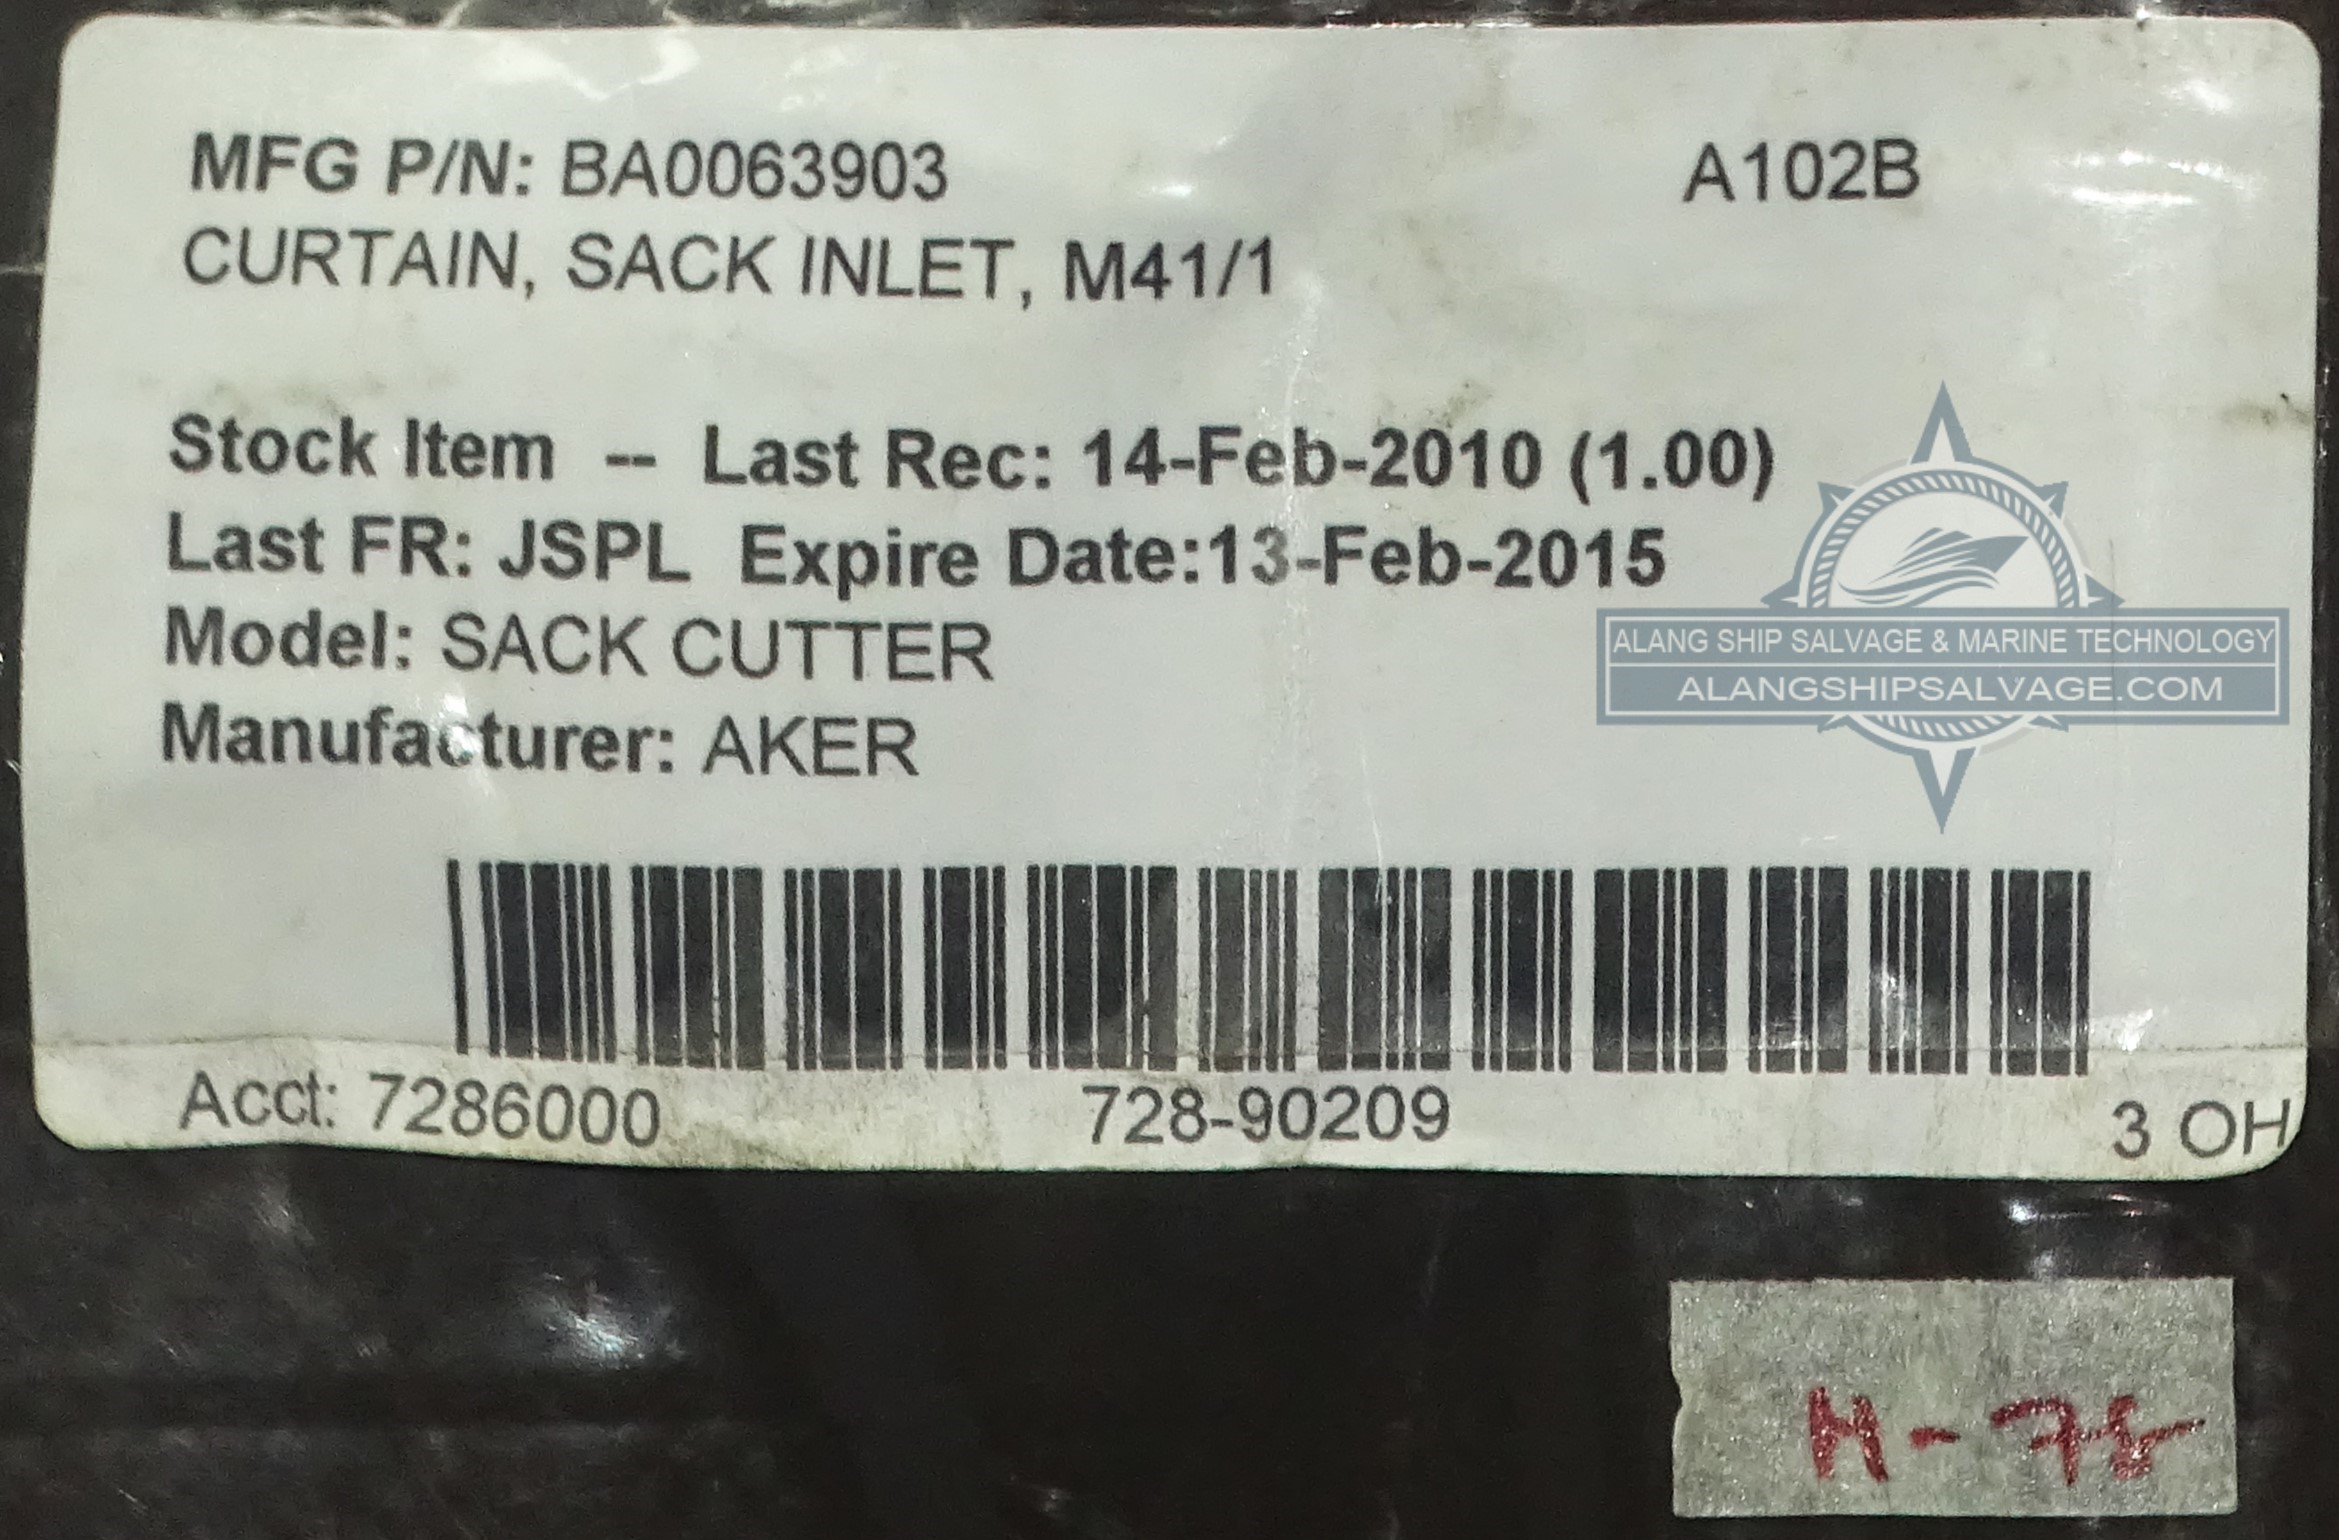 MFG P/N: BA0063903 A102B
CURTAIN, SACK INLET, M41/1
Stock Item -- Last Rec: 14-Feb-2010 (1.00)
Last FR: JSPL Expire Date:13-Feb-2015
Model: SACK CUTTER
Manufacturer: AKER
ALANG SHIP SALVAGE & MARINE TECHNOLOGY
ALANGSHIPSALVAGE.COM
Acct: 7286000 728-90209 3 OH
H-78